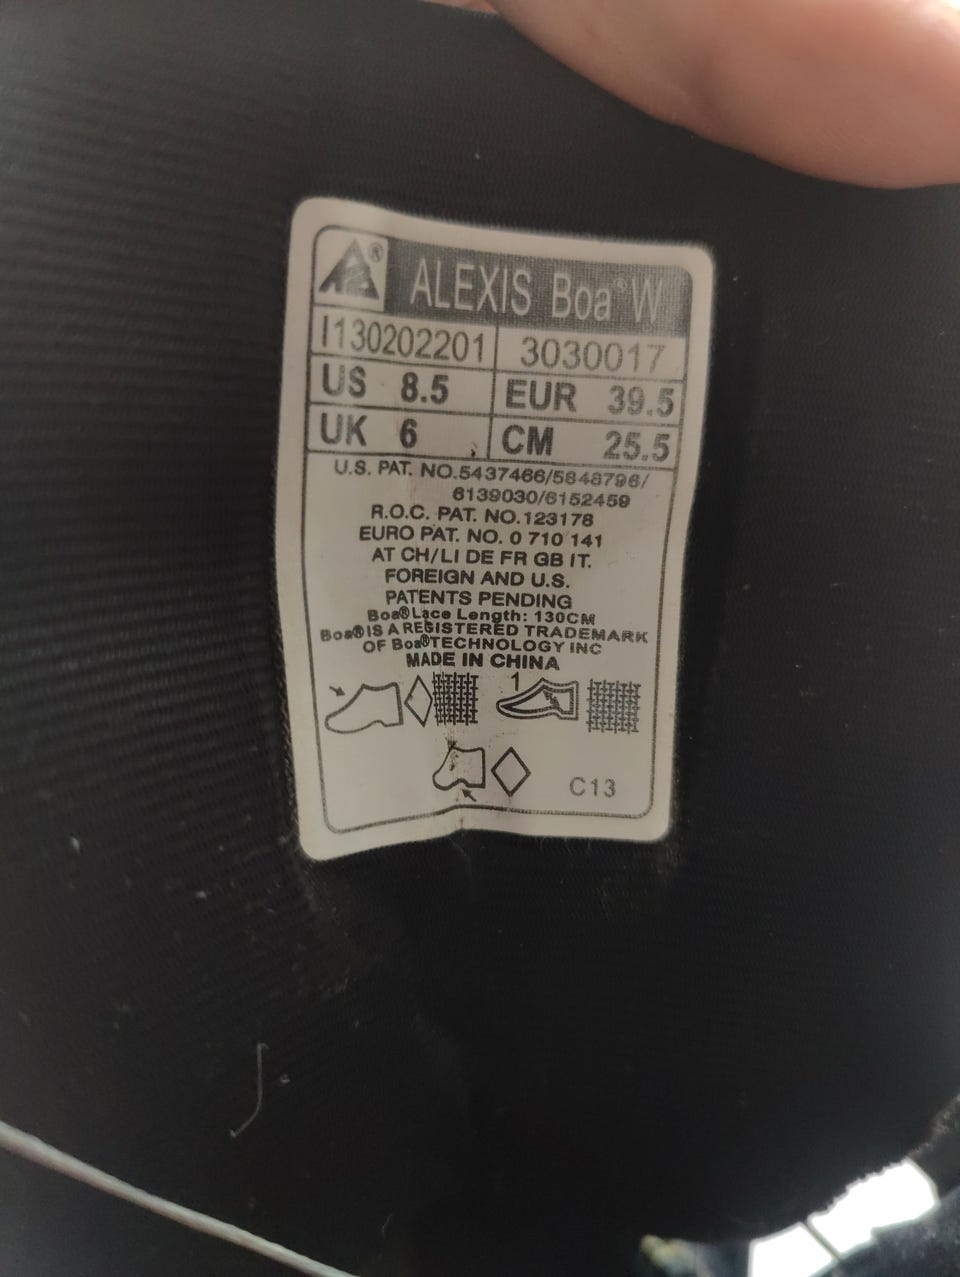 ® ALEXIS Boa® W
I130202201 3030017
US 8.5 EUR 39.5
UK 6 CM 25.5
U.S. PAT. NO.5437466/5848796/
6139030/6152459
R.O.C. PAT. NO.123178
EURO PAT. NO. 0 710 141
AT CH/LI DE FR GB IT.
FOREIGN AND U.S.
PATENTS PENDING
Boa® Lace Length: 130CM
Boa® IS A REGISTERED TRADEMARK
OF Boa® TECHNOLOGY INC
MADE IN CHINA
1
C13